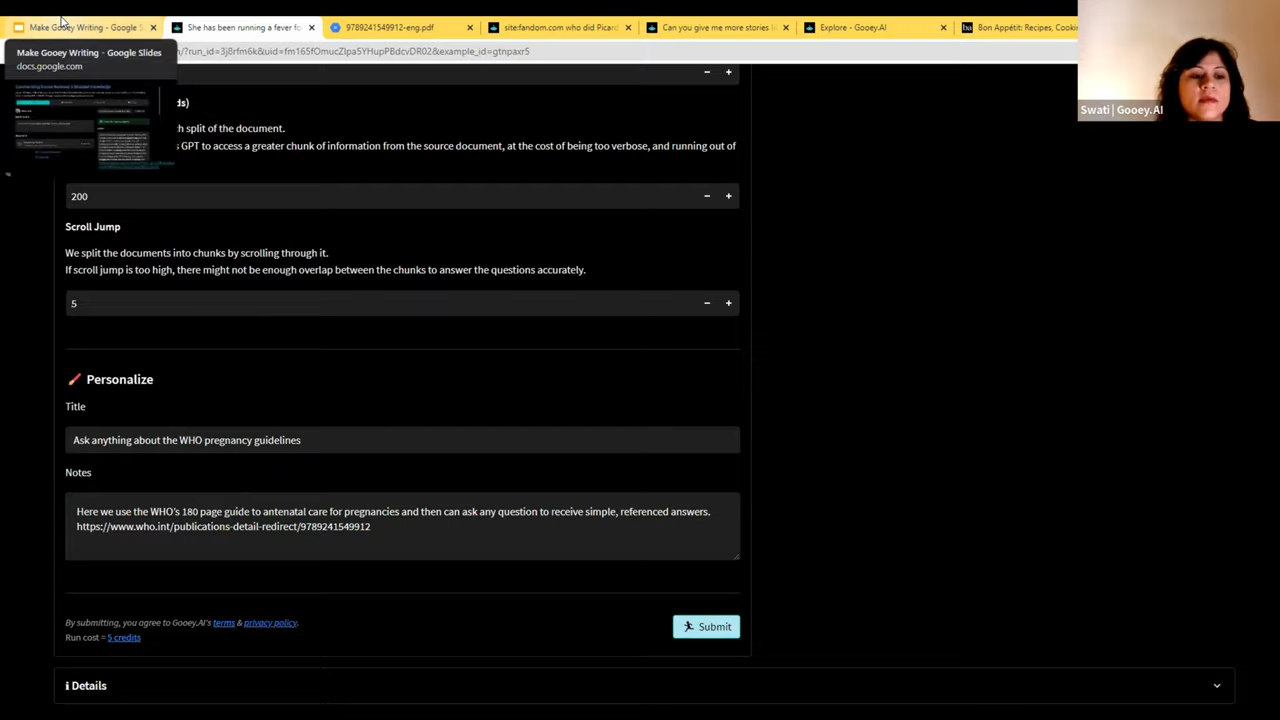 Make Gooey Writing - Google S
She has been running a fever fo
9789241549912-eng.pdf
site:fandom.com who did Picard
Can you give me more stories l
Explore - Gooey.AI
Bon Appétit: Recipes, Cookin
Make Gooey Writing - Google Slides
docs.google.com
/?run_id=3j8rfm6k&uid=fm165fOmucZlpa5YHupPBdcvDR02&example_id=gtnpaxr5
Swati | Gooey.AI
ds)
ch split of the document.
s GPT to access a greater chunk of information from the source document, at the cost of being too verbose, and running out of
200
Scroll Jump
We split the documents into chunks by scrolling through it.
If scroll jump is too high, there might not be enough overlap between the chunks to answer the questions accurately.
5
Personalize
Title
Ask anything about the WHO pregnancy guidelines
Notes
Here we use the WHO's 180 page guide to antenatal care for pregnancies and then can ask any question to receive simple, referenced answers.
https://www.who.int/publications-detail-redirect/9789241549912
By submitting, you agree to Gooey.AI's terms & privacy policy.
Run cost = 5 credits
Submit
Details